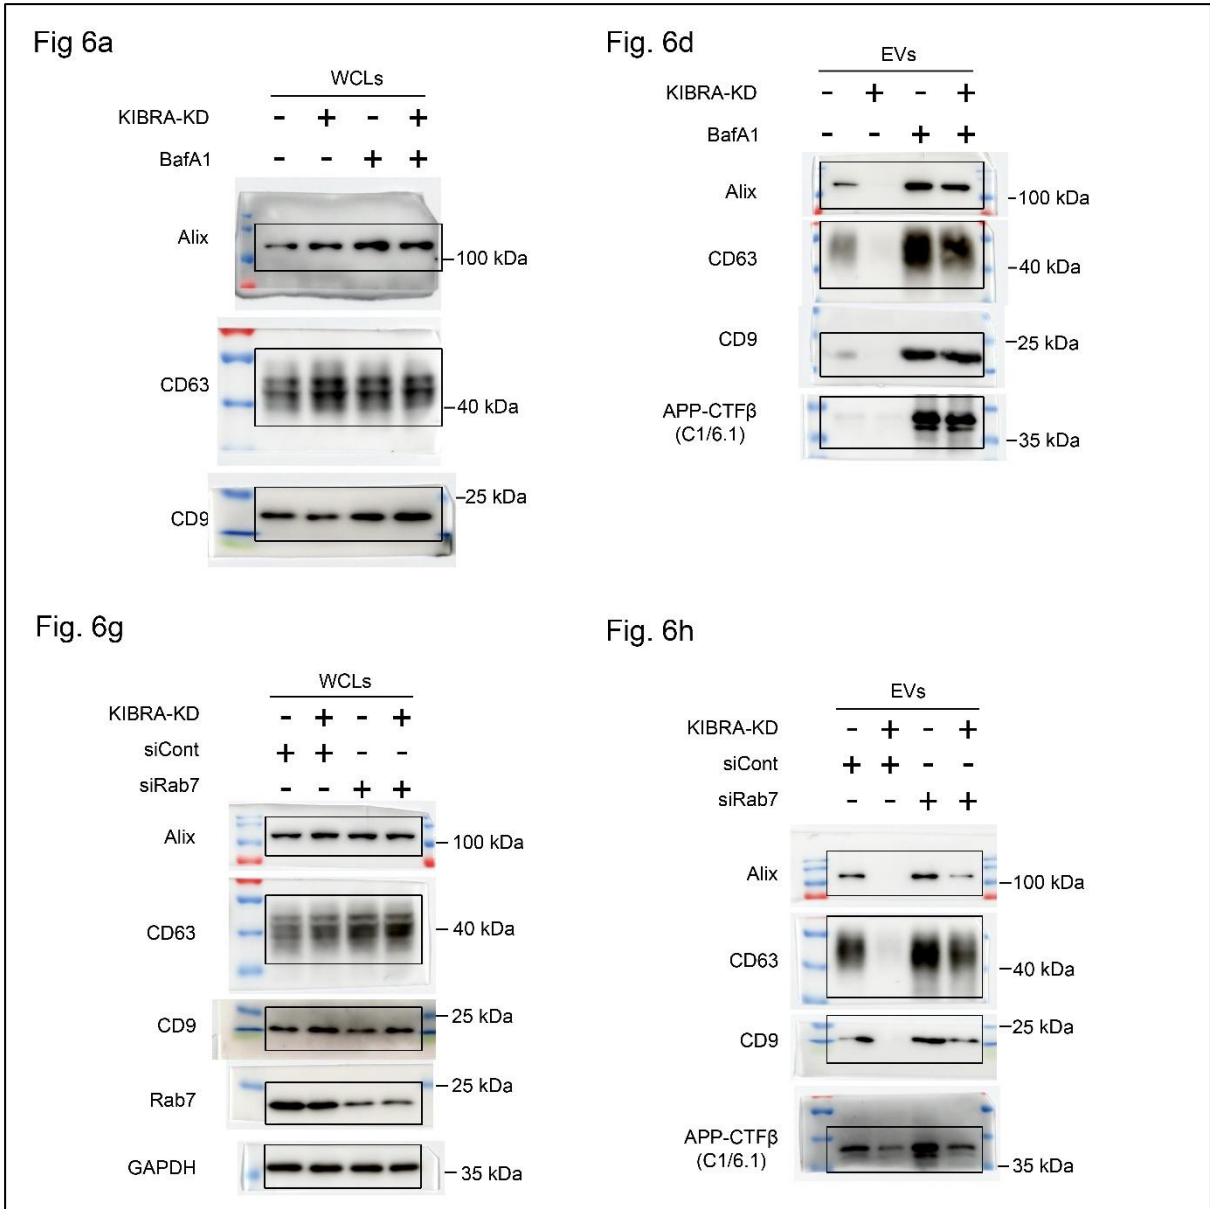 Fig 6a
WCLs
KIBRA-KD - + - +
BafA1 - - + +
Alix
–100 kDa
CD63
–40 kDa
CD9
–25 kDa
Fig. 6d
EVs
KIBRA-KD - + - +
BafA1 - - + +
Alix
–100 kDa
CD63
–40 kDa
CD9
–25 kDa
APP-CTFβ
(C1/6.1)
–35 kDa
Fig. 6g
WCLs
KIBRA-KD - + - +
siCont + + - -
siRab7 - - + +
Alix
–100 kDa
CD63
–40 kDa
CD9
–25 kDa
Rab7
–25 kDa
GAPDH
–35 kDa
Fig. 6h
EVs
KIBRA-KD - + - +
siCont + + - -
siRab7 - - + +
Alix
–100 kDa
CD63
–40 kDa
CD9
–25 kDa
APP-CTFβ
(C1/6.1)
–35 kDa